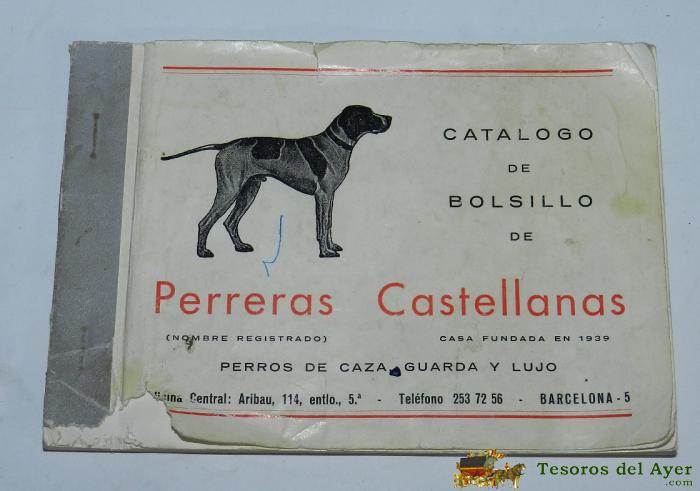 CATALOGO
DE
BOLSILLO
DE
Perreras Castellanas
(NOMBRE REGISTRADO) CASA FUNDADA EN 1939
PERROS DE CAZA, GUARDA Y LUJO
Central: Aribau, 114, entlo., 5.ª - Teléfono 253 72 56 - BARCELONA - 5
Tesoros del Ayer
.com